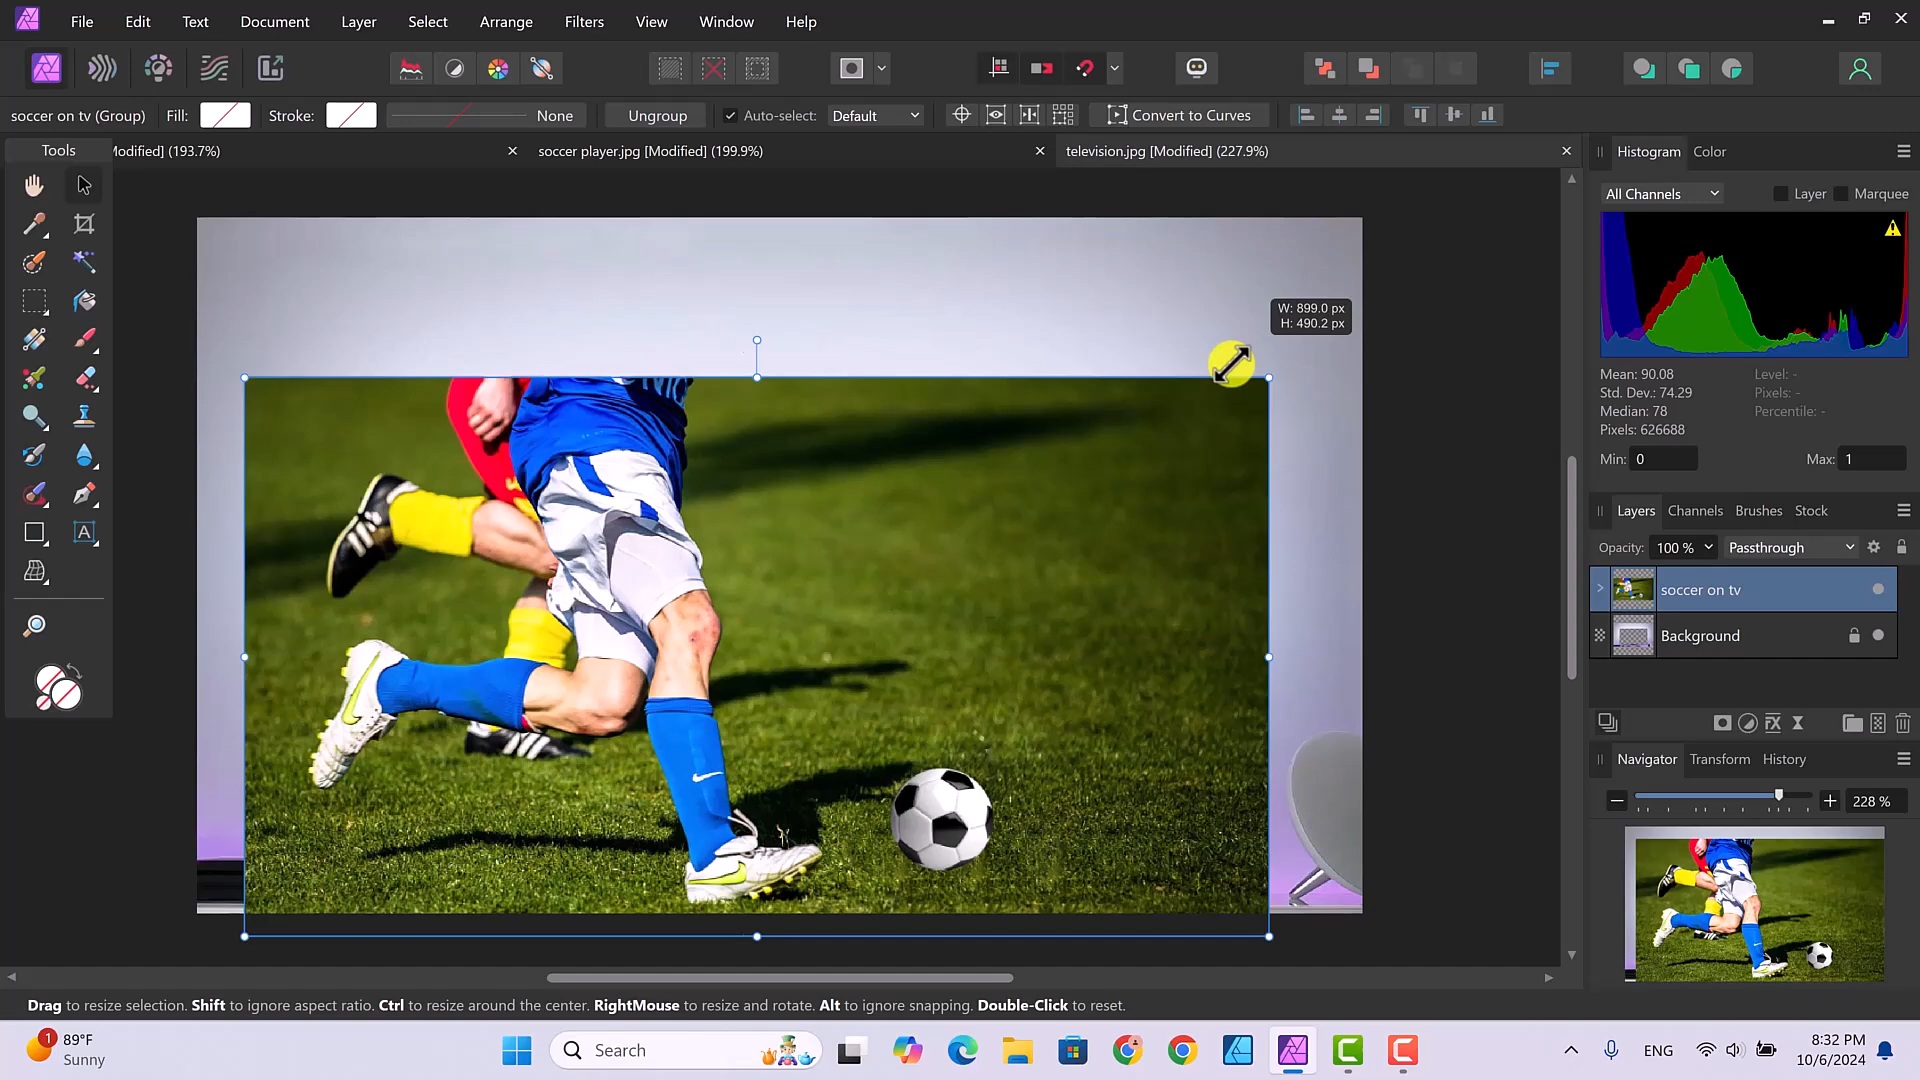 File Edit Text Document Layer Select Arrange Filters View Window Help
soccer on tv (Group) Fill: Stroke: None Ungroup Auto-select: Default Convert to Curves
Tools
Modified] (193.7%) soccer player.jpg [Modified] (199.9%) television.jpg [Modified] (227.9%)
Histogram Color
All Channels Layer Marquee
W: 899.0 px
H: 490.2 px
Mean: 90.08 Level: -
Std. Dev.: 74.29 Pixels: -
Median: 78 Percentile: -
Pixels: 626688
Min: 0 Max: 1
Layers Channels Brushes Stock
Opacity: 100 % Passthrough
soccer on tv
Background
Navigator Transform History
228 %
Drag to resize selection. Shift to ignore aspect ratio. Ctrl to resize around the center. RightMouse to resize and rotate. Alt to ignore snapping. Double-Click to reset.
1 89°F
Sunny
Search
ENG
8:32 PM
10/6/2024